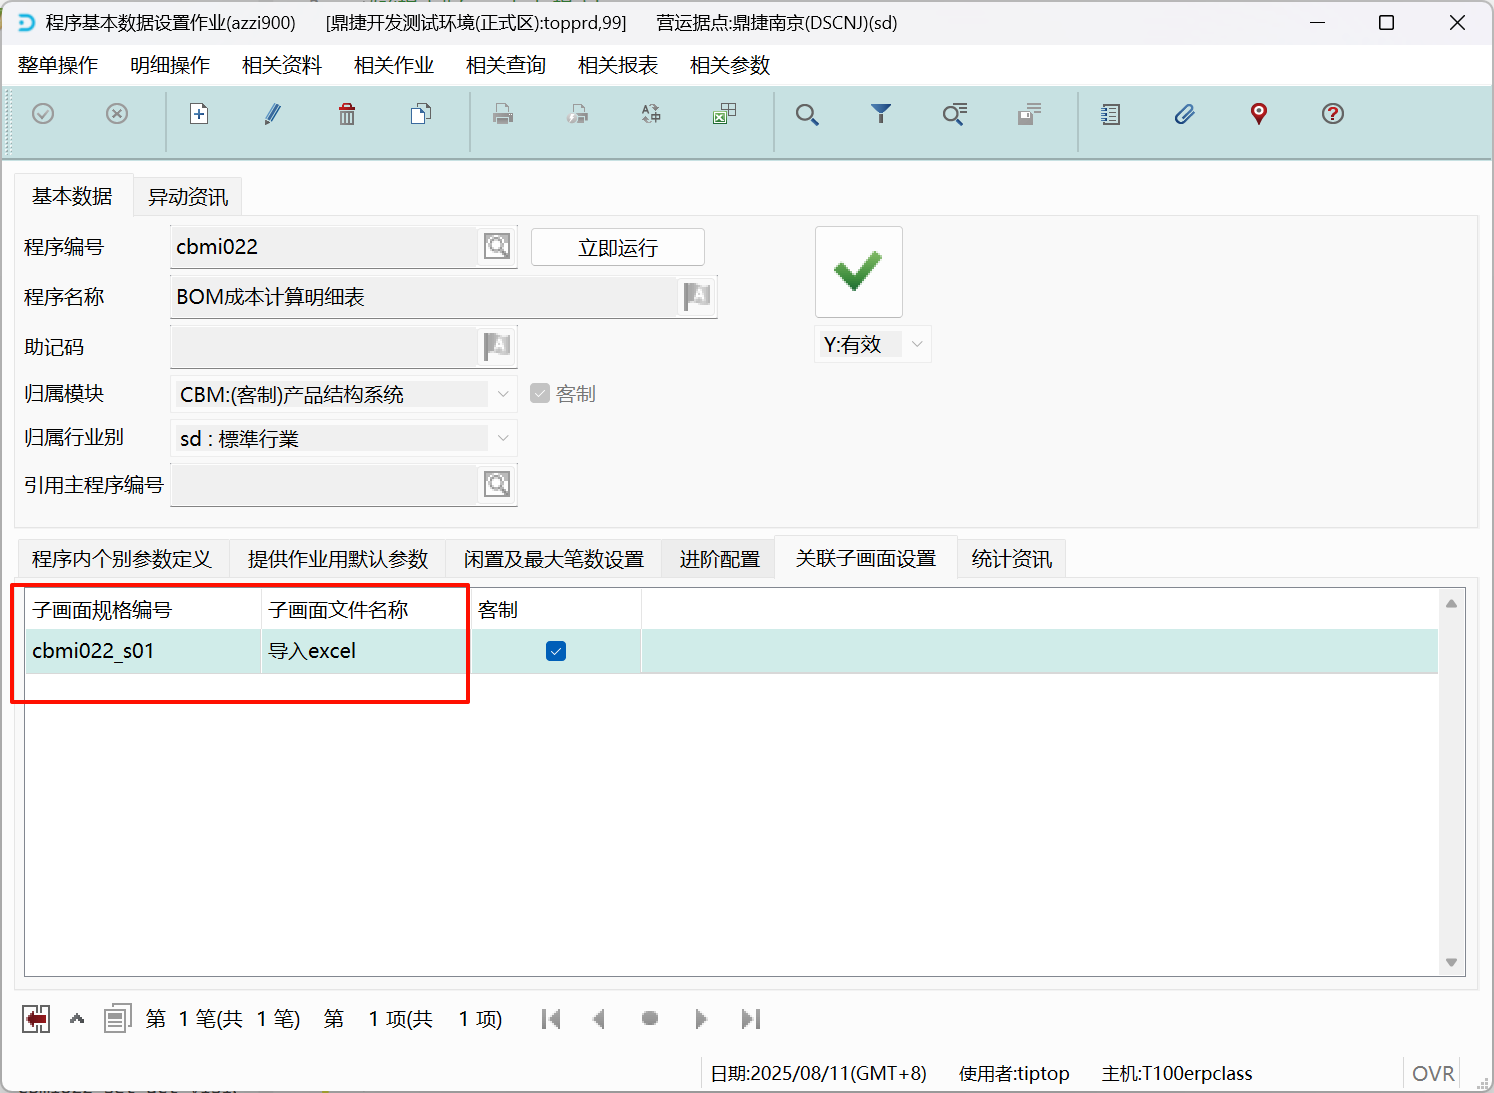 程序基本数据设置作业(azzi900) [鼎捷开发测试环境(正式区):topprd,99] 营运据点:鼎捷南京(DSCNJ)(sd)
整单操作 明细操作 相关资料 相关作业 相关查询 相关报表 相关参数
基本数据 异动资讯
程序编号 cbmi022 立即运行
程序名称 BOM成本计算明细表
助记码
Y:有效
归属模块 CBM:(客制)产品结构系统 客制
归属行业别 sd : 標準行業
引用主程序编号
程序内个别参数定义 提供作业用默认参数 闲置及最大笔数设置 进阶配置 关联子画面设置 统计资讯
子画面规格编号 子画面文件名称 客制
cbmi022_s01 导入excel
第 1 笔(共 1 笔) 第 1 项(共 1 项)
日期:2025/08/11(GMT+8) 使用者:tiptop 主机:T100erpclass OVR